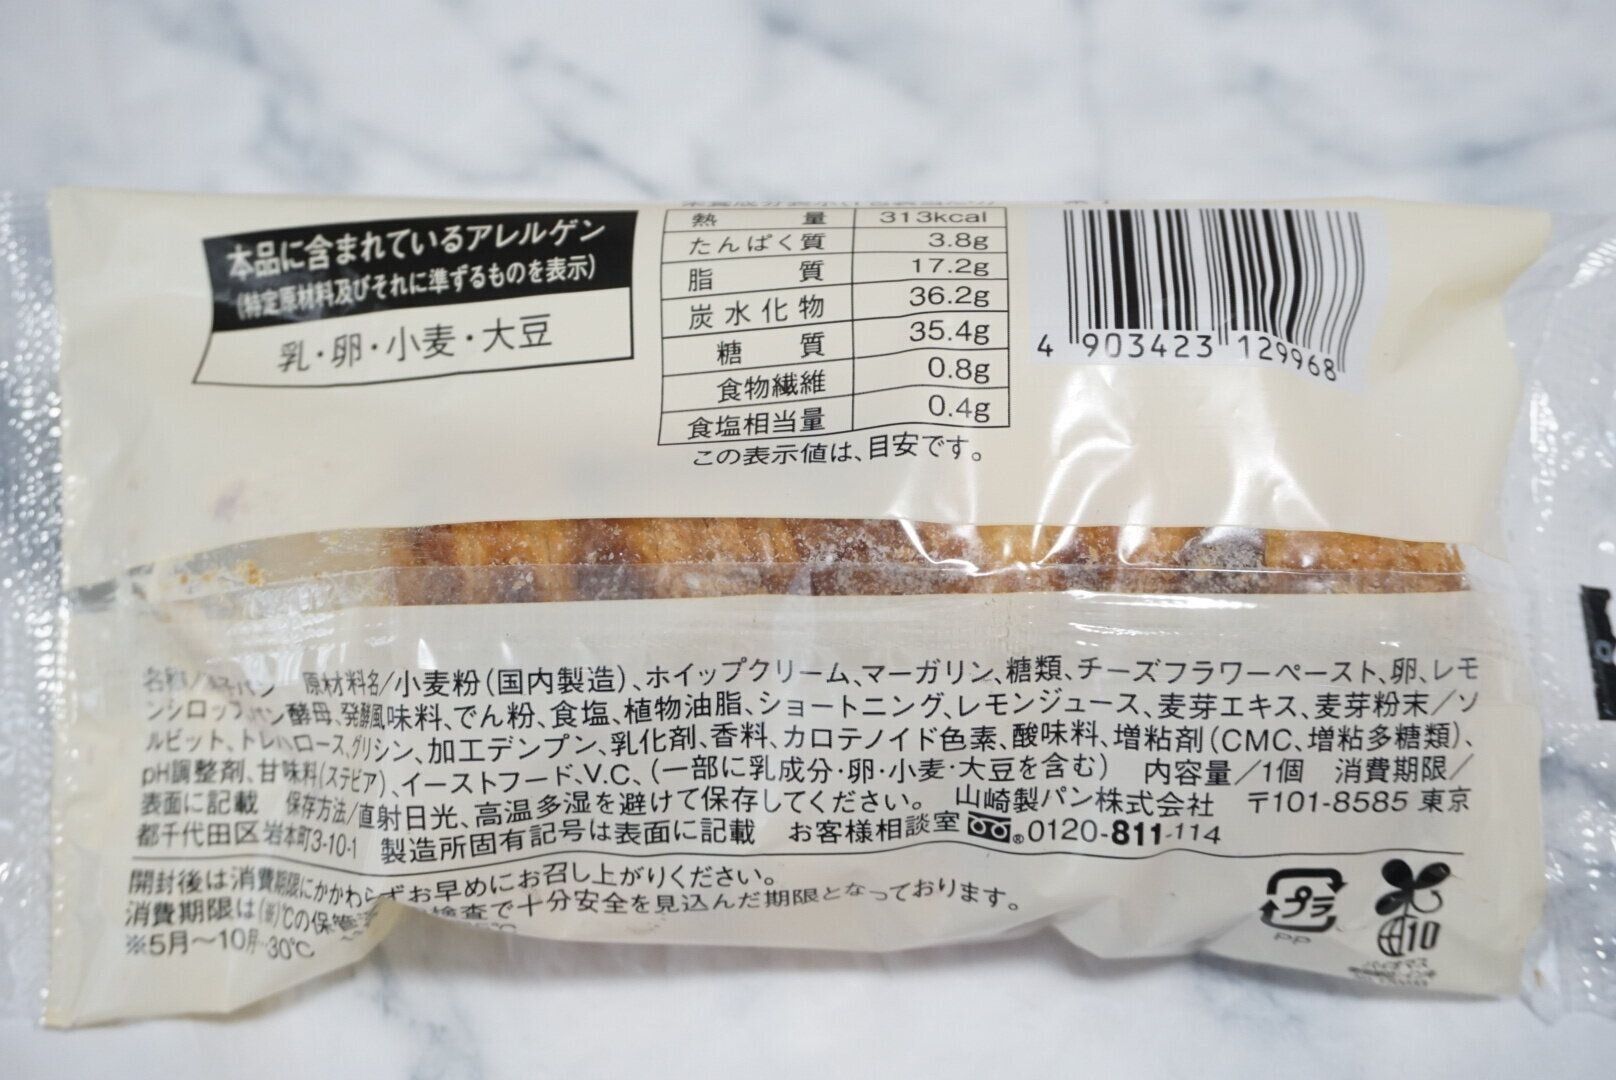 本品に含まれているアレルゲン
(特定原材料及びそれに準ずるものを表示)
乳・卵・小麦・大豆
熱量 313kcal
たんぱく質 3.8g
脂質 17.2g
炭水化物 36.2g
糖質 35.4g
食物繊維 0.8g
食塩相当量 0.4g
この表示値は、目安です。
4 903423 129968
名称/ 原材料名/小麦粉(国内製造)、ホイップクリーム、マーガリン、糖類、チーズフラワーペースト、卵、レモ
ンシロップ、パン酵母、発酵風味料、でん粉、食塩、植物油脂、ショートニング、レモンジュース、麦芽エキス、麦芽粉末/ソ
ルビット、トレハロース、グリシン、加工デンプン、乳化剤、香料、カロテノイド色素、酸味料、増粘剤(CMC、増粘多糖類)、
pH調整剤、甘味料(ステビア)、イーストフード、V.C、(一部に乳成分・卵・小麦・大豆を含む) 内容量/1個 消費期限/
表面に記載 保存方法/直射日光、高温多湿を避けて保存してください。 山崎製パン株式会社 〒101-8585 東京
都千代田区岩本町3-10-1 製造所固有記号は表面に記載 お客様相談室 ®0120-811-114
開封後は消費期限にかかわらずお早めにお召し上がりください。
消費期限は(※)℃の保管 検査で十分安全を見込んだ期限となっております。
※5月〜10月…30℃
プラ
PP
10